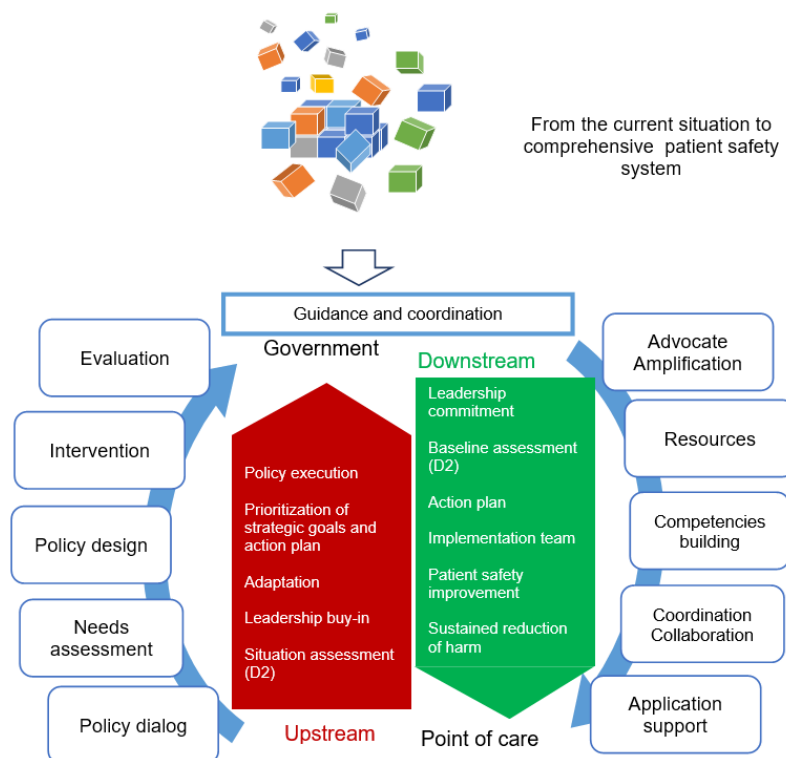 From the current situation to
comprehensive patient safety
system
Guidance and coordination
Government
Downstream
Evaluation
Intervention
Policy design
Needs
assessment
Policy dialog
Policy execution
Prioritization of
strategic goals and
action plan
Adaptation
Leadership buy-in
Situation assessment
(D2)
Upstream
Leadership
commitment
Baseline assessment
(D2)
Action plan
Implementation team
Patient safety
improvement
Sustained reduction
of harm
Point of care
Advocate
Amplification
Resources
Competencies
building
Coordination
Collaboration
Application
support